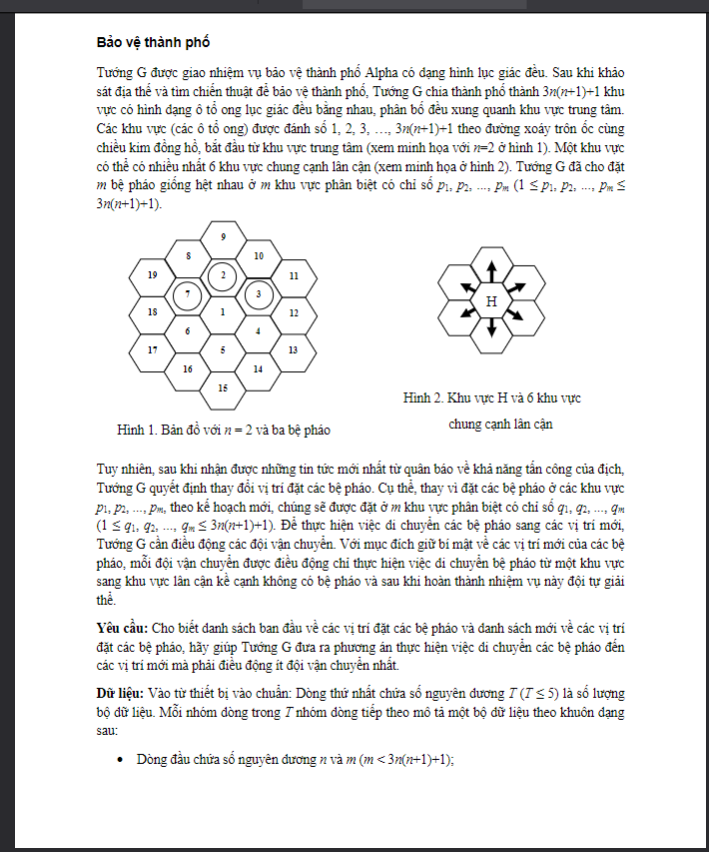 Bảo vệ thành phố
Tướng G được giao nhiệm vụ bảo vệ thành phố Alpha có dạng hình lục giác đều. Sau khi khảo
sát địa thế và tìm chiến thuật để bảo vệ thành phố, Tướng G chia thành phố thành 3n(n+1)+1 khu
vực có hình dạng ô tổ ong lục giác đều bằng nhau, phân bố đều xung quanh khu vực trung tâm.
Các khu vực (các ô tổ ong) được đánh số 1, 2, 3, …, 3n(n+1)+1 theo đường xoáy trôn ốc cùng
chiều kim đồng hồ, bắt đầu từ khu vực trung tâm (xem minh họa với n=2 ở hình 1). Một khu vực
có thể có nhiều nhất 6 khu vực chung cạnh lân cận (xem minh họa ở hình 2). Tướng G đã cho đặt
m bệ pháo giống hệt nhau ở m khu vực phân biệt có chỉ số p1, p2, ..., pm (1 ≤ p1, p2, ..., pm ≤
3n(n+1)+1).
9
8 10
19 2 11
7 3
18 1 12
6 4
17 5 13
16 14
15
H
Hình 1. Bản đồ với n = 2 và ba bệ pháo
Hình 2. Khu vực H và 6 khu vực
chung cạnh lân cận
Tuy nhiên, sau khi nhận được những tin tức mới nhất từ quân báo về khả năng tấn công của địch,
Tướng G quyết định thay đổi vị trí đặt các bệ pháo. Cụ thể, thay vì đặt các bệ pháo ở các khu vực
p1, p2, ..., pm, theo kế hoạch mới, chúng sẽ được đặt ở m khu vực phân biệt có chỉ số q1, q2, ..., qm
(1 ≤ q1, q2, ..., qm ≤ 3n(n+1)+1). Để thực hiện việc di chuyển các bệ pháo sang các vị trí mới,
Tướng G cần điều động các đội vận chuyển. Với mục đích giữ bí mật về các vị trí mới của các bệ
pháo, mỗi đội vận chuyển được điều động chỉ thực hiện việc di chuyển bệ pháo từ một khu vực
sang khu vực lân cận kề cạnh không có bệ pháo và sau khi hoàn thành nhiệm vụ này đội tự giải
thể.
Yêu cầu: Cho biết danh sách ban đầu về các vị trí đặt các bệ pháo và danh sách mới về các vị trí
đặt các bệ pháo, hãy giúp Tướng G đưa ra phương án thực hiện việc di chuyển các bệ pháo đến
các vị trí mới mà phải điều động ít đội vận chuyển nhất.
Dữ liệu: Vào từ thiết bị vào chuẩn: Dòng thứ nhất chứa số nguyên dương T (T ≤ 5) là số lượng
bộ dữ liệu. Mỗi nhóm dòng trong T nhóm dòng tiếp theo mô tả một bộ dữ liệu theo khuôn dạng
sau:
• Dòng đầu chứa số nguyên dương n và m (m < 3n(n+1)+1);